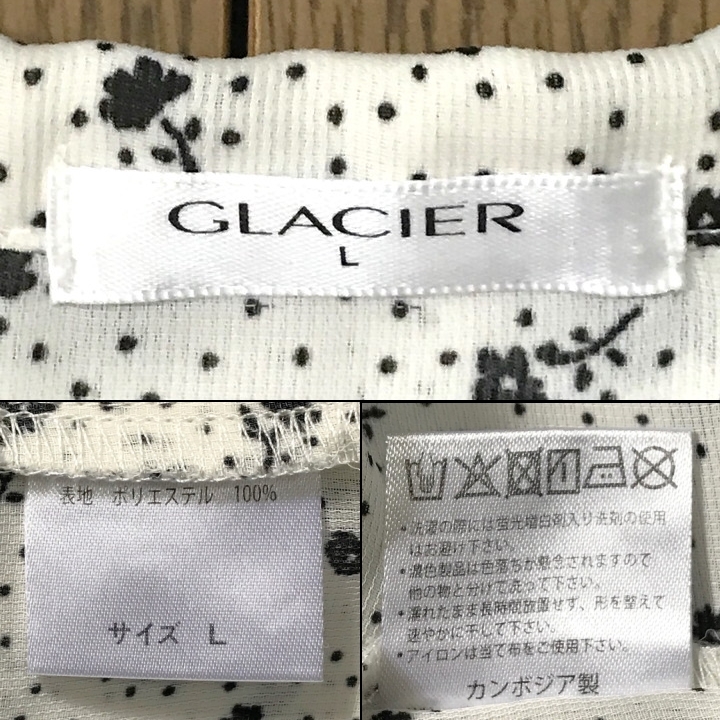 GLACIER
L
表地 ポリエステル 100%
サイズ L
・洗濯の際には蛍光増白剤入り洗剤の使用
はお避け下さい。
・濃色製品は色落ちが懸念されますので
他の物と分けて洗って下さい。
・濡れたまま長時間放置せず、形を整えて
速やかに干して下さい。
・アイロンは当て布をご使用下さい。
カンボジア製